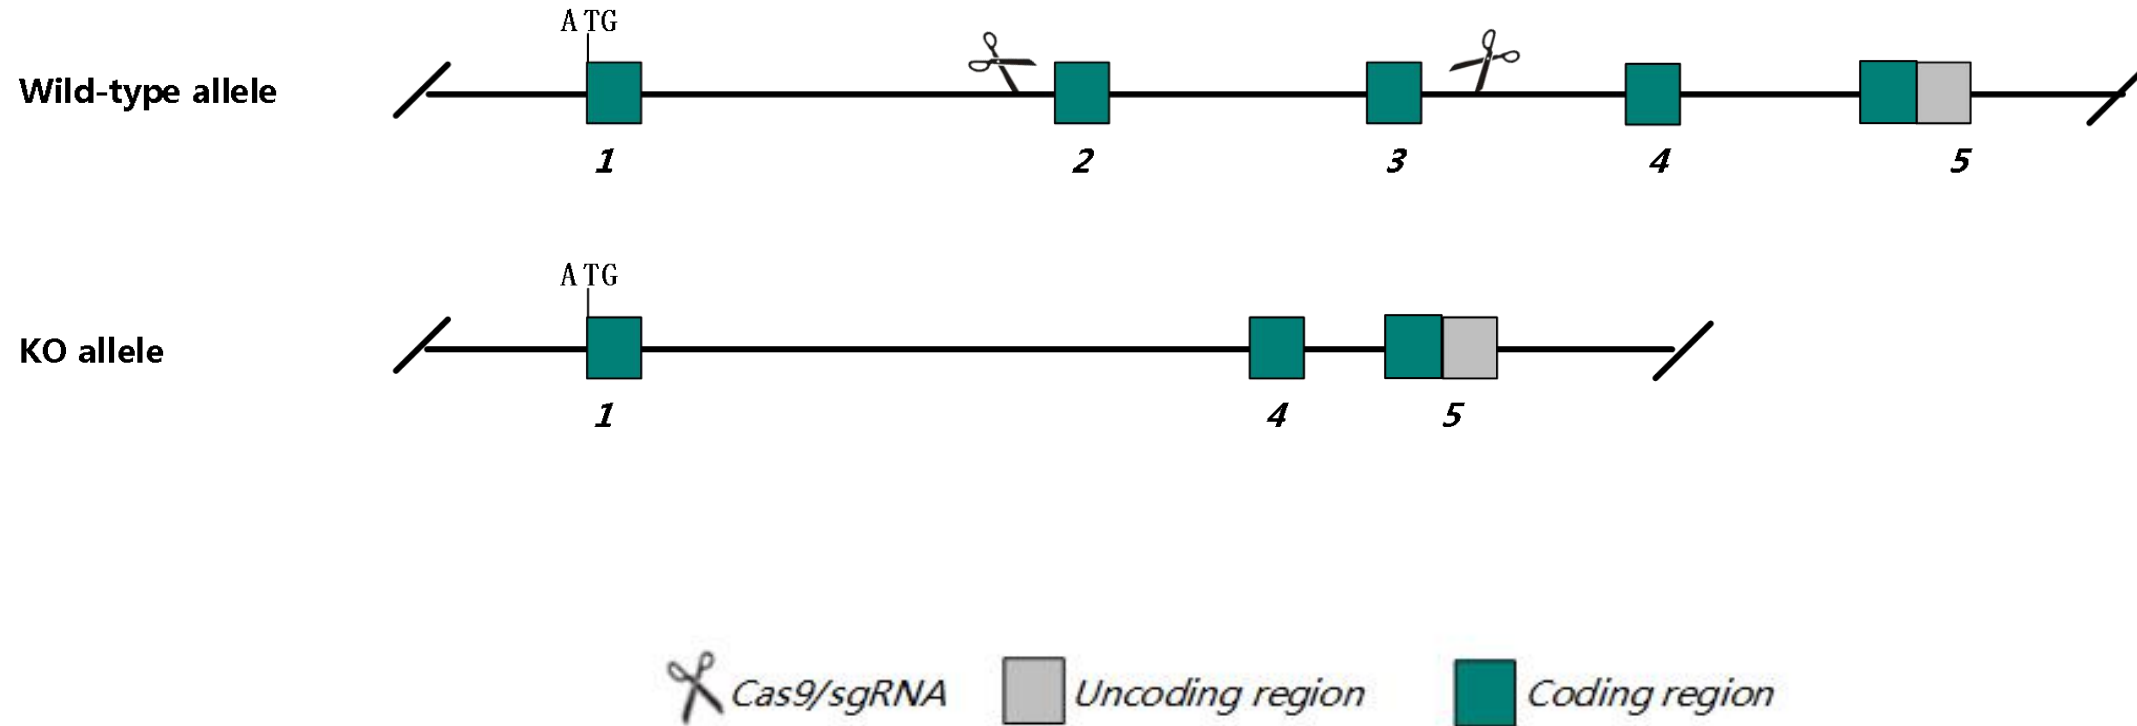 ATG
Wild-type allele
1 2 3 4 5
ATG
KO allele
1 4 5
Cas9/sgRNA Uncoding region Coding region